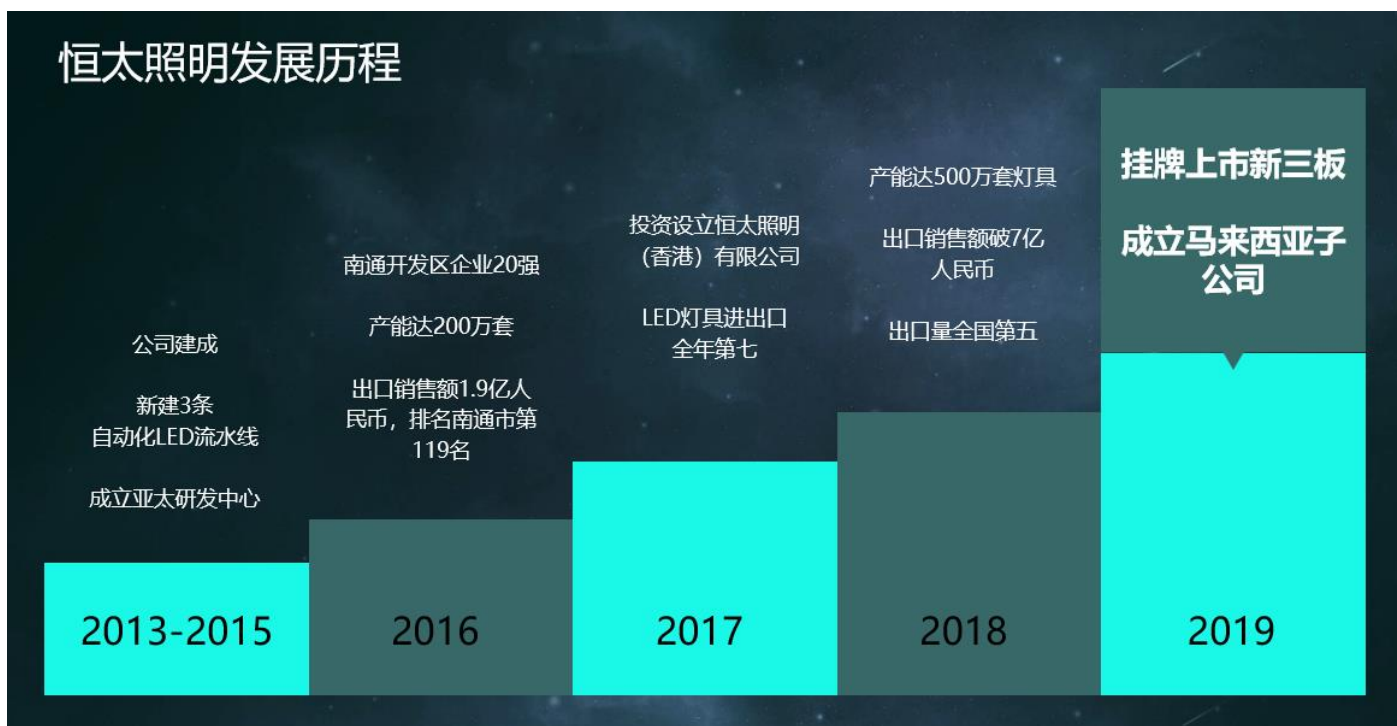 恒太照明发展历程
公司建成
新建3条
自动化LED流水线
成立亚太研发中心
2013-2015
南通开发区企业20强
产能达200万套
出口销售额1.9亿人
民币，排名南通市第
119名
2016
投资设立恒太照明
（香港）有限公司
LED灯具进出口
全年第七
2017
产能达500万套灯具
出口销售额破7亿
人民币
出口量全国第五
2018
挂牌上市新三板
成立马来西亚子
公司
2019